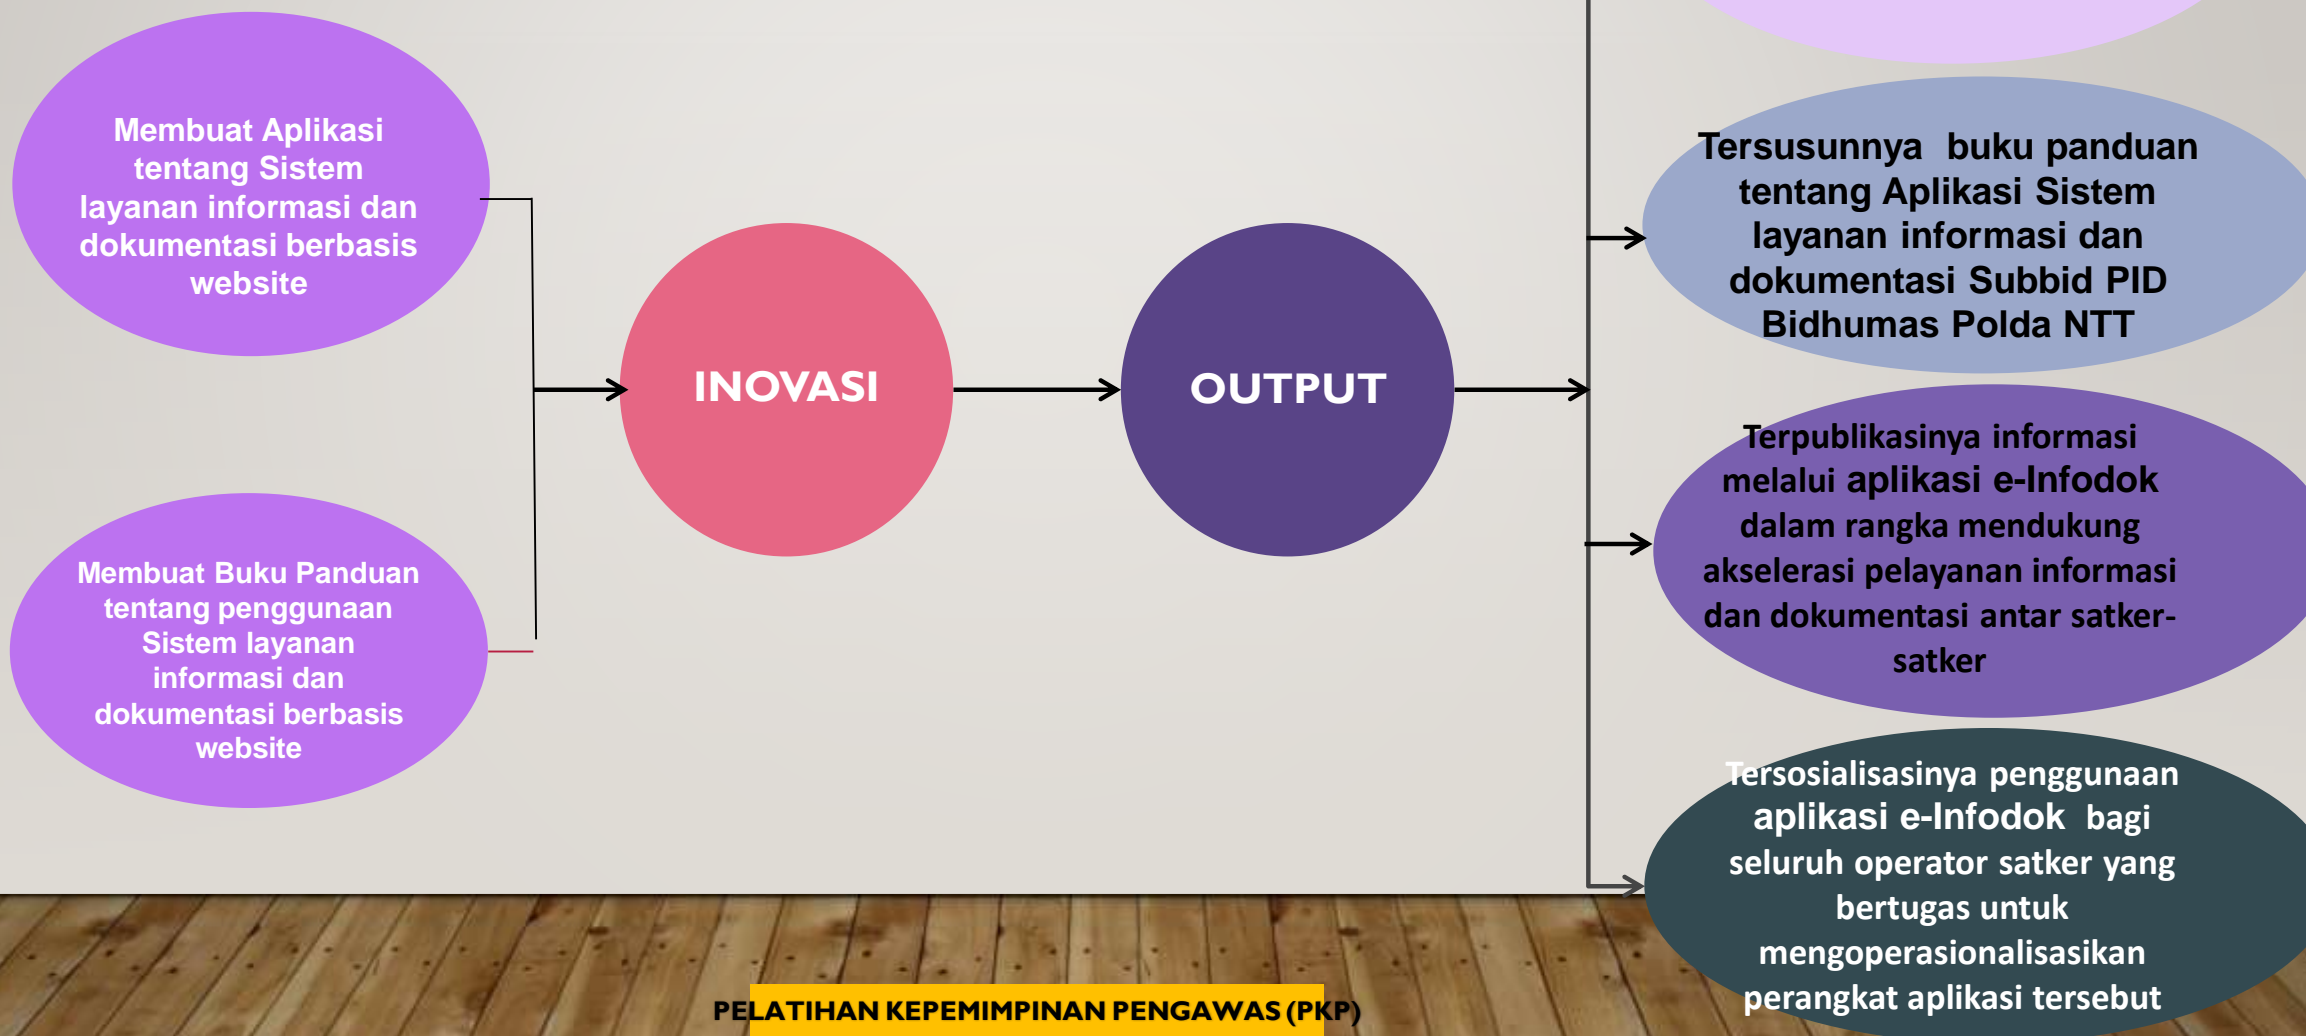 Membuat Aplikasi
tentang Sistem
layanan informasi dan
dokumentasi berbasis
website
Membuat Buku Panduan
tentang penggunaan
Sistem layanan
informasi dan
dokumentasi berbasis
website
INOVASI
OUTPUT
Tersusunnya buku panduan
tentang Aplikasi Sistem
layanan informasi dan
dokumentasi Subbid PID
Bidhumas Polda NTT
Terpublikasinya informasi
melalui aplikasi e-Infodok
dalam rangka mendukung
akselerasi pelayanan informasi
dan dokumentasi antar satker-
satker
Tersosialisasinya penggunaan
aplikasi e-Infodok bagi
seluruh operator satker yang
bertugas untuk
mengoperasionalisasikan
perangkat aplikasi tersebut
PELATIHAN KEPEMIMPINAN PENGAWAS (PKP)